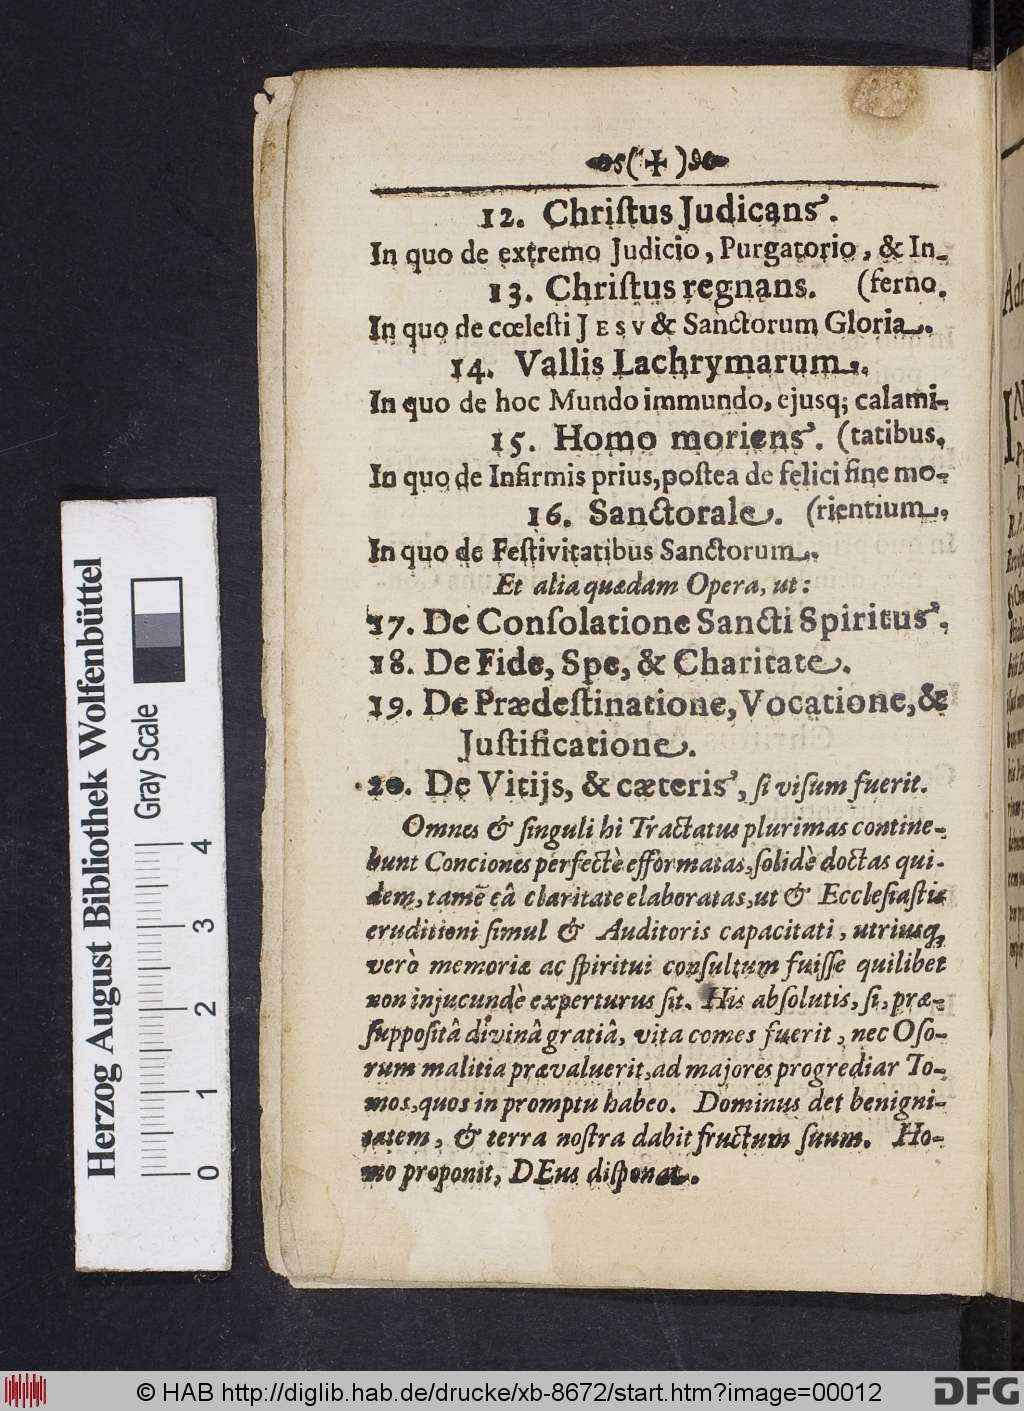 (✠)
12. Chriſtus Judicans.
In quo de extremo Judicio, Purgatorio, & In-
13. Chriſtus regnans. (ferno.
In quo de cœleſti JESV & Sanctorum Gloria.
14. Vallis Lachrymarum.
In quo de hoc Mundo immundo, ejusq; calami-
15. Homo moriens. (tatibus.
In quo de Infirmis prius, poſtea de felici fine mo-
16. Sanctorale. (rientium.
In quo de Feſtivitatibus Sanctorum.
Et alia quædam Opera, ut:
17. De Conſolatione Sancti Spiritus.
18. De Fide, Spe, & Charitate.
19. De Prædeſtinatione, Vocatione, &
Juſtificatione.
20. De Vitijs, & cæteris, ſi viſum fuerit.
Omnes & ſinguli hi Tractatus plurimas contine-
bunt Conciones perfectè efformatas, ſolidè doctas qui-
dem, tamẽ eâ claritate elaboratas, ut & Eccleſiaſtic
eruditioni ſimul & Auditoris capacitati, utriusq;
verò memoriæ ac ſpiritui conſultum fuiſſe quilibet
non injucundè experturus ſit. His abſolutis, ſi, præ-
ſuppoſitâ divinâ gratiâ, vita comes fuerit, nec Oſo-
rum malitia prævaluerit, ad majores progrediar To-
mos, quos in promptu habeo. Dominus det benigni-
tatem, & terra noſtra dabit fructum ſuum. Ho-
mo proponit, DEus diſponat.
Herzog August Bibliothek Wolfenbüttel
Gray Scale
0 1 2 3 4
© HAB http://diglib.hab.de/drucke/xb-8672/start.htm?image=00012
DFG